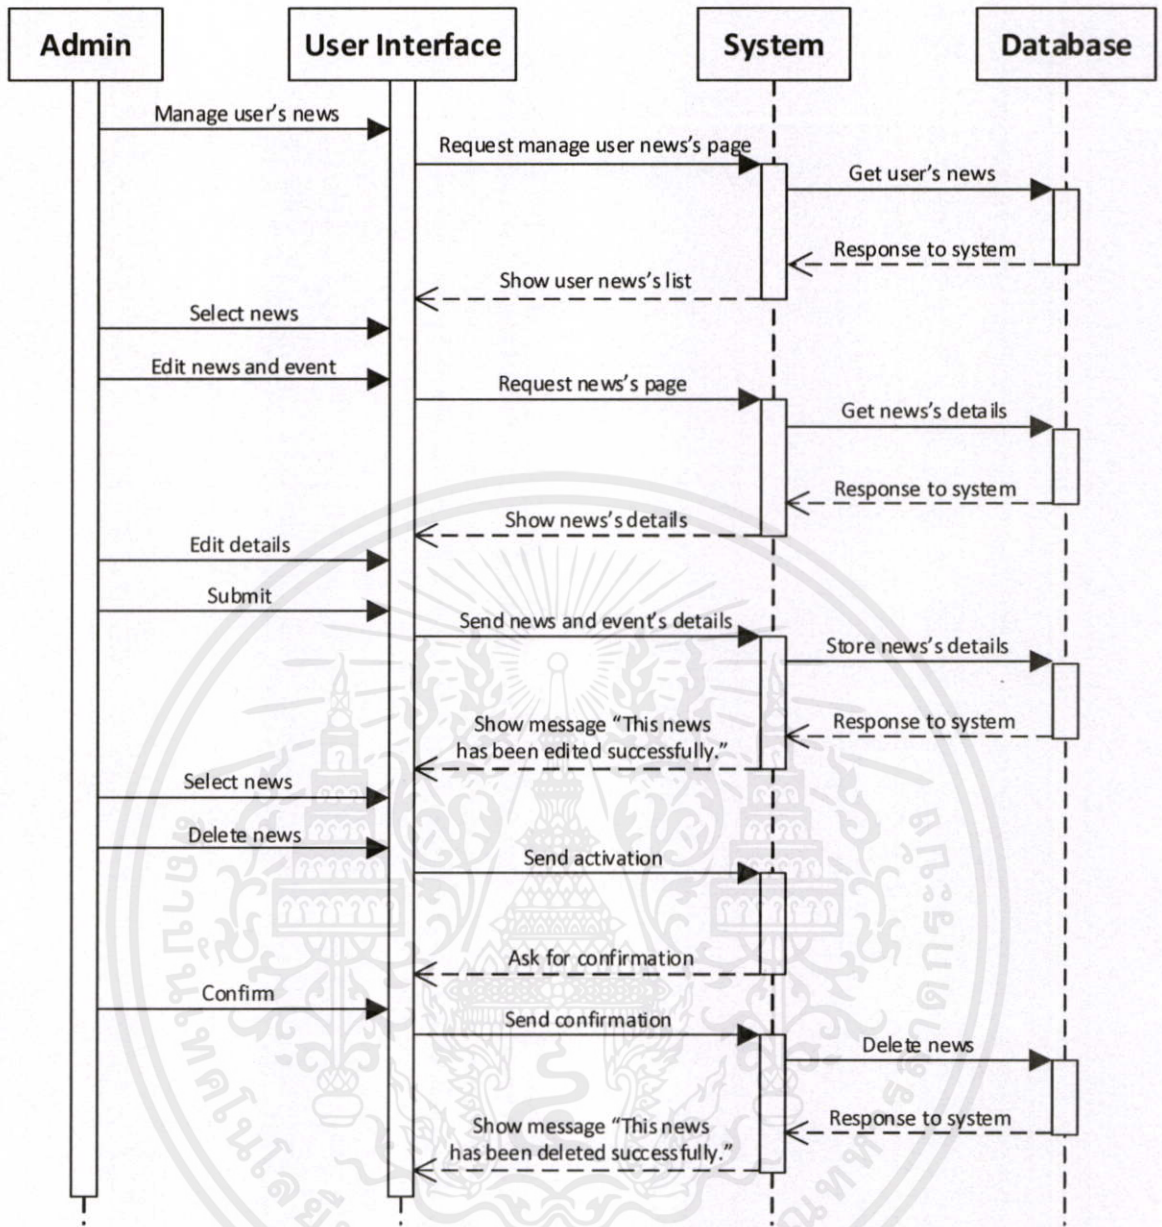 Admin
User Interface
System
Database
Manage user's news
Request manage user news's page
Get user's news
Response to system
Show user news's list
Select news
Edit news and event
Request news's page
Get news's details
Response to system
Show news's details
Edit details
Submit
Send news and event's details
Store news's details
Response to system
Show message “This news
has been edited successfully.”
Select news
Delete news
Send activation
Ask for confirmation
Confirm
Send confirmation
Delete news
Response to system
Show message “This news
has been deleted successfully.”